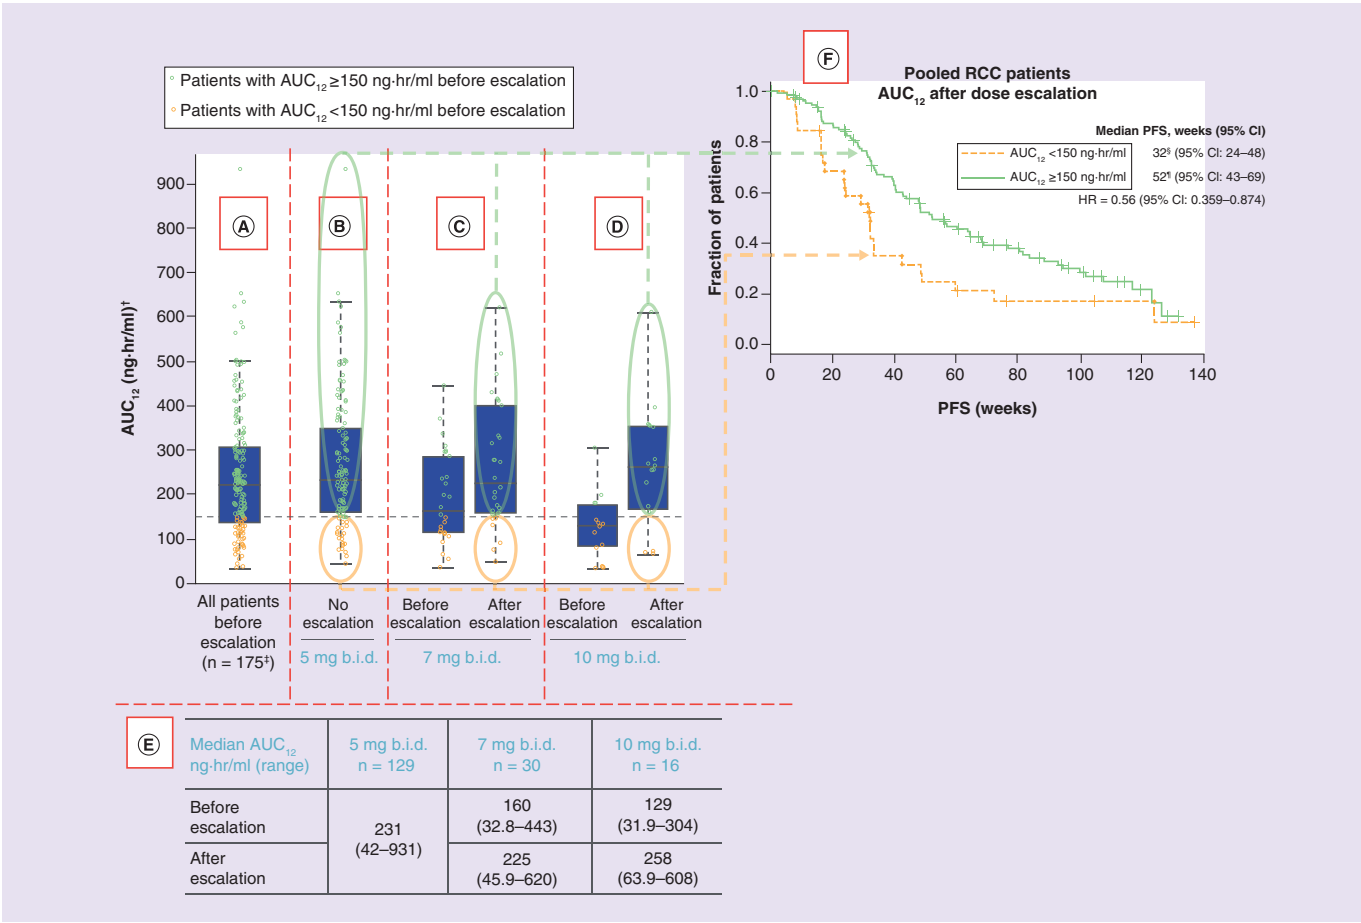 Patients with AUC12 ≥150 ng·hr/ml before escalation
Patients with AUC12 <150 ng·hr/ml before escalation
A
B
C
D
AUC12 (ng·hr/ml)†
900
800
700
600
500
400
300
200
100
0
All patients
before
escalation
(n = 175‡)
No
escalation
5 mg b.i.d.
Before
escalation
After
escalation
7 mg b.i.d.
Before
escalation
After
escalation
10 mg b.i.d.
F
Pooled RCC patients
AUC12 after dose escalation
Median PFS, weeks (95% CI)
AUC12 <150 ng·hr/ml 32§ (95% CI: 24–48)
AUC12 ≥150 ng·hr/ml 52¶ (95% CI: 43–69)
HR = 0.56 (95% CI: 0.359–0.874)
Fraction of patients
1.0
0.8
0.6
0.4
0.2
0.0
0 20 40 60 80 100 120 140
PFS (weeks)
E
Median AUC12
ng·hr/ml (range)
5 mg b.i.d.
n = 129
7 mg b.i.d.
n = 30
10 mg b.i.d.
n = 16
Before
escalation
231
(42–931)
160
(32.8–443)
129
(31.9–304)
After
escalation
225
(45.9–620)
258
(63.9–608)